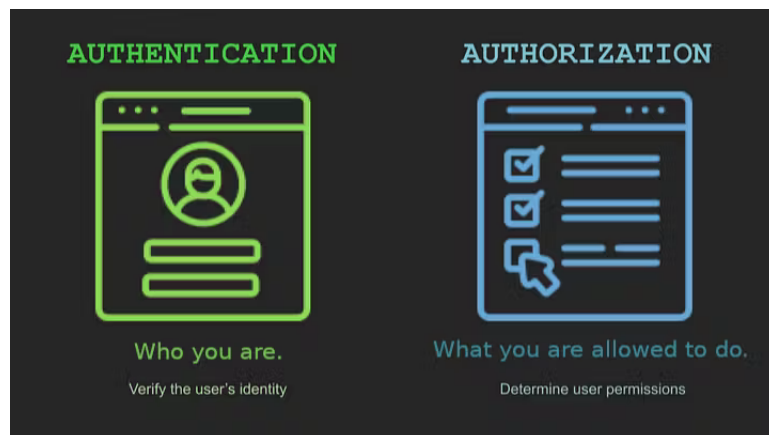 AUTHENTICATION
Who you are.
Verify the user’s identity
AUTHORIZATION
What you are allowed to do.
Determine user permissions